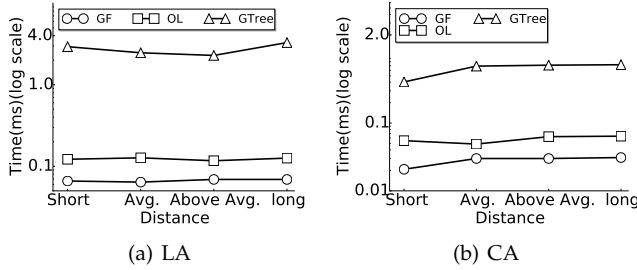 GF OL GTree
4.0
1.0
0.1
Time(ms)(log scale)
Short Avg. Above Avg. long
Distance
(a) LA
GF GTree
OL
2.0
0.1
0.01
Time(ms)(log scale)
Short Avg. Above Avg. long
Distance
(b) CA